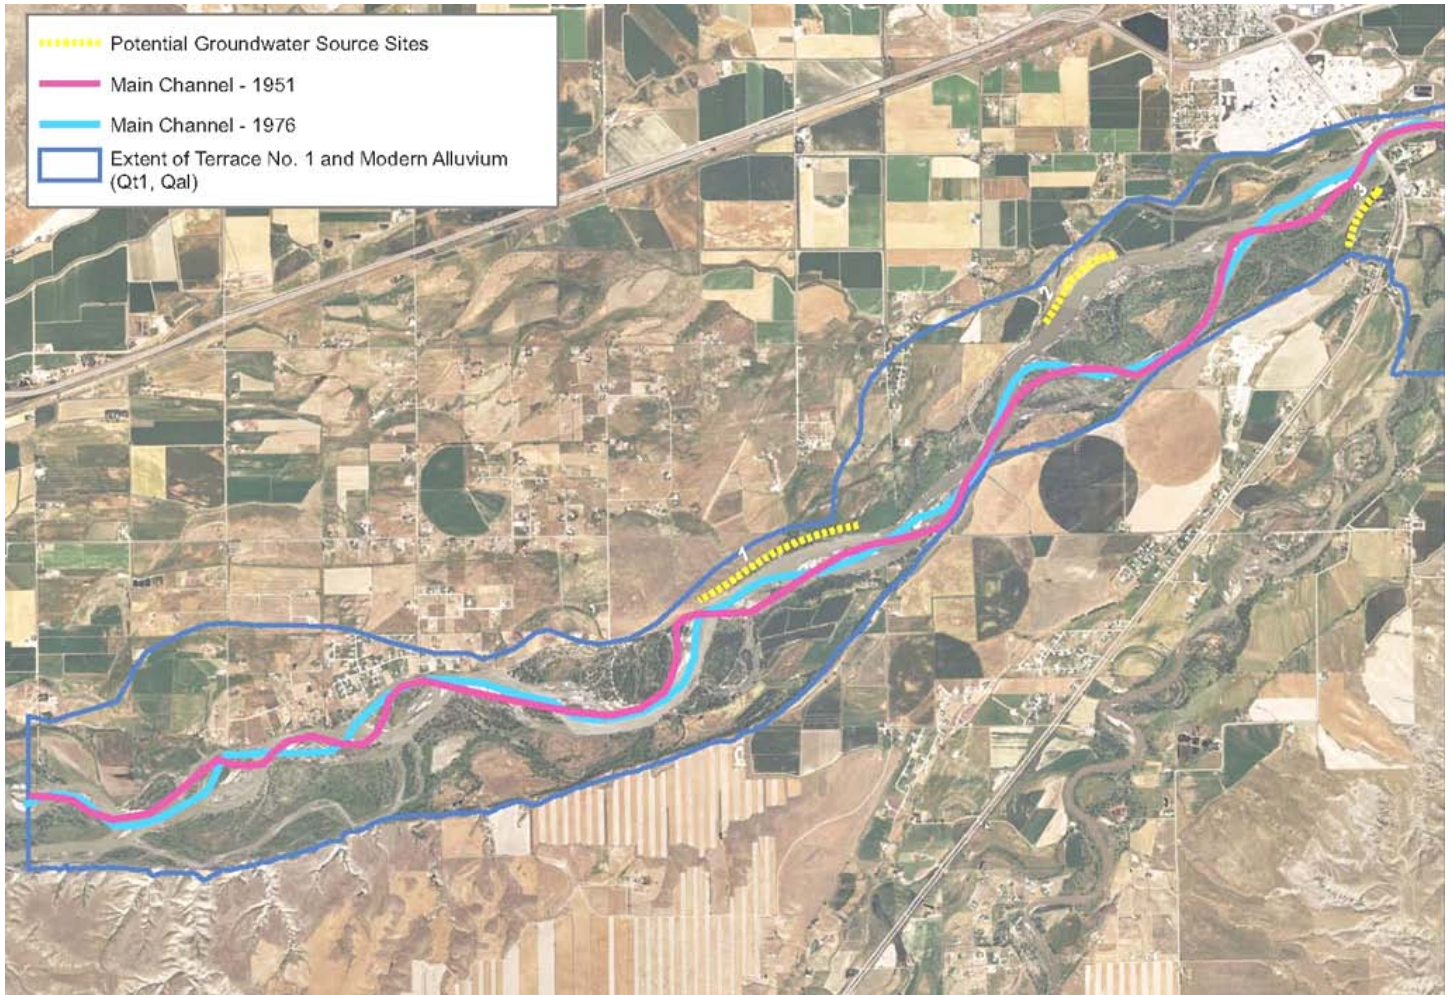 Potential Groundwater Source Sites
Main Channel - 1951
Main Channel - 1976
Extent of Terrace No. 1 and Modern Alluvium
(Qt1, Qal)
3
2
1